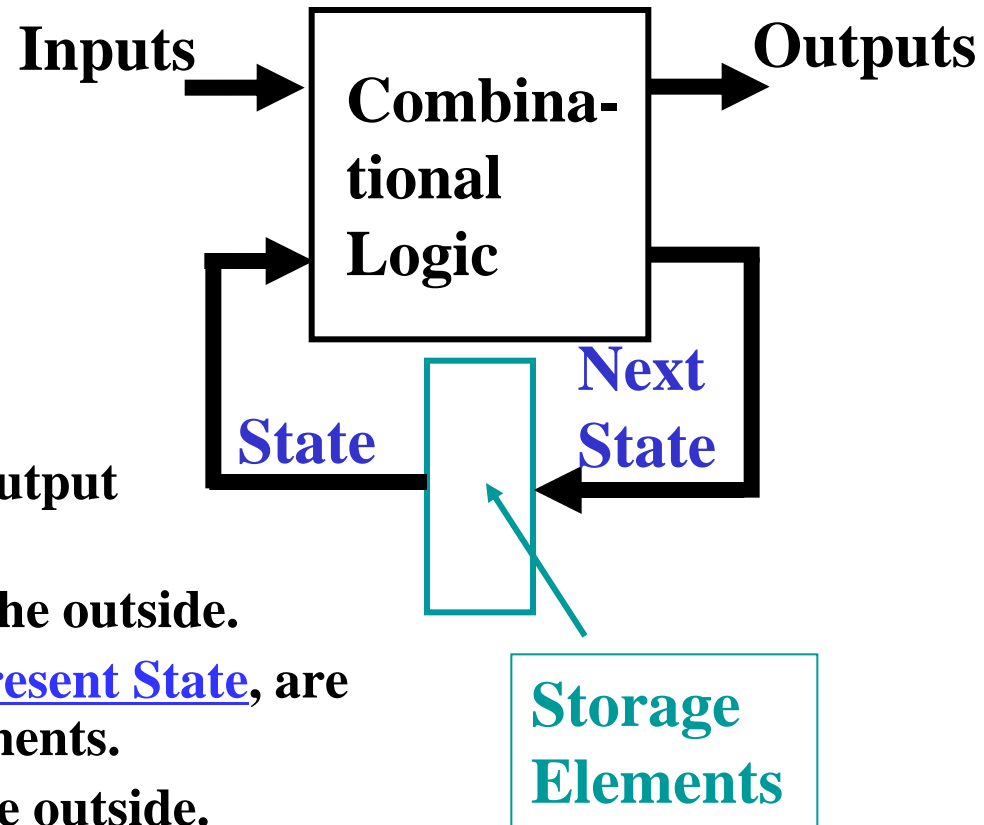 Inputs
Outputs
Combina-
tional
Logic
Next
State
State
utput
he outside.
resent State, are
nents.
e outside.
Storage
Elements